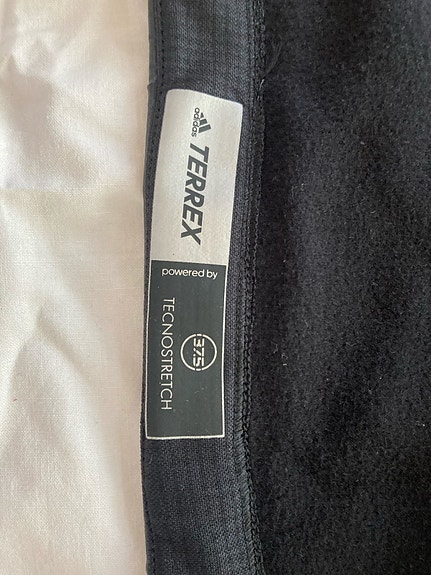 adidas
TERREX
powered by
37.5
TECNOSTRETCH